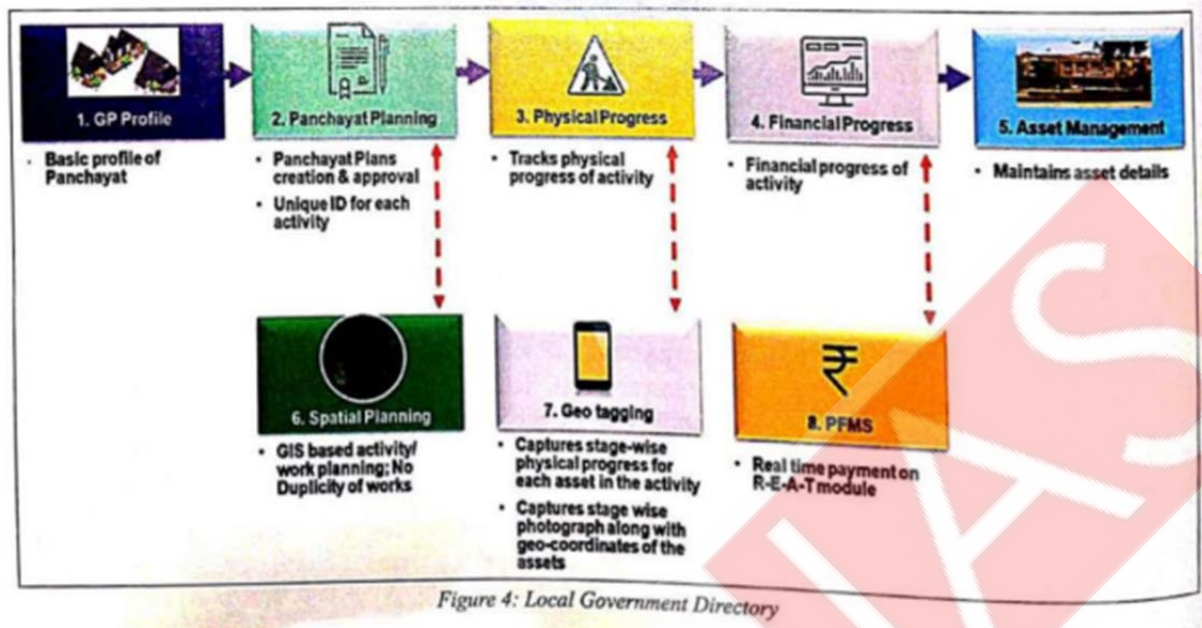 1. GP Profile
2. Panchayat Planning
3. Physical Progress
4. Financial Progress
5. Asset Management
• Basic profile of
Panchayat
• Panchayat Plans
creation & approval
• Unique ID for each
activity
• Tracks physical
progress of activity
• Financial progress of
activity
• Maintains asset details
6. Spatial Planning
7. Geo tagging
₹
8. PFMS
• GIS based activity/
work planning; No
Duplicity of works
• Captures stage-wise
physical progress for
each asset in the activity
• Captures stage wise
photograph along with
geo-coordinates of the
assets
• Real time payment on
R-E-A-T module
IAS
Figure 4: Local Government Directory